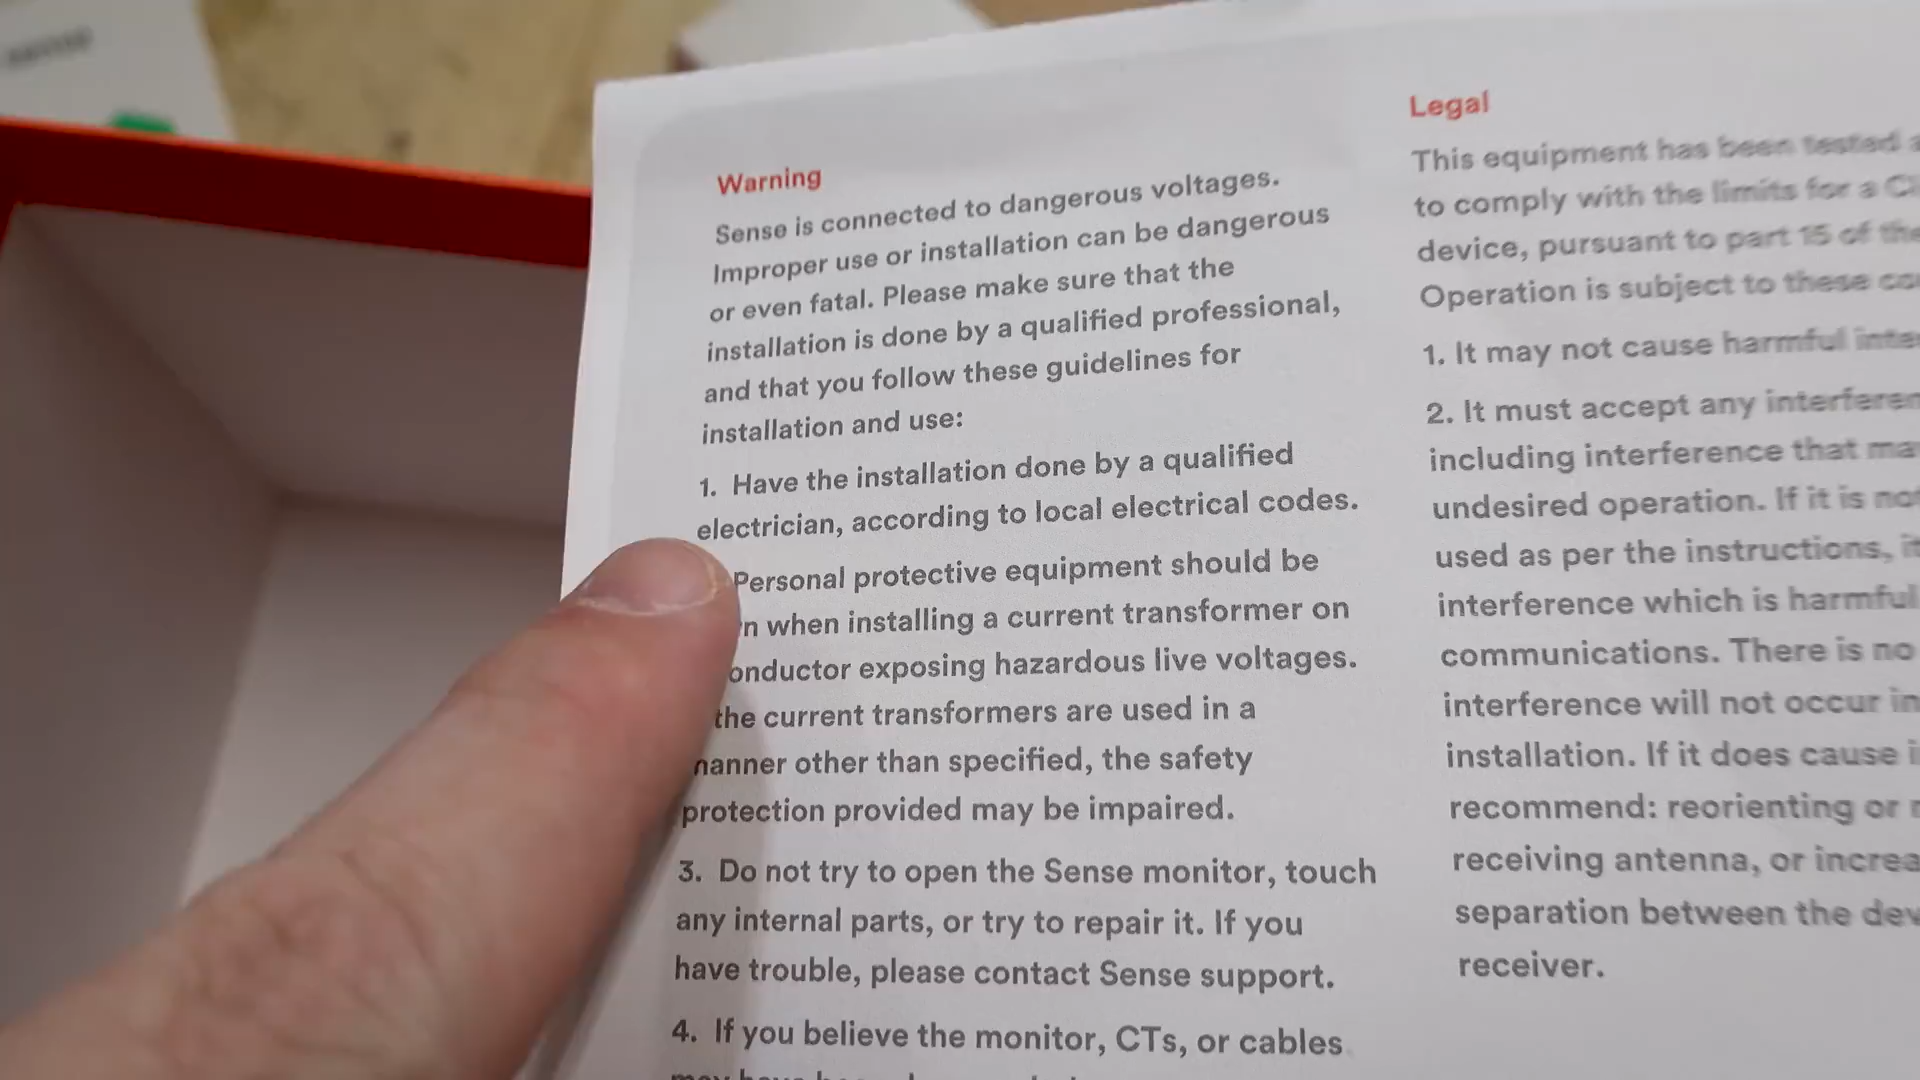 sense
Warning
Sense is connected to dangerous voltages.
Improper use or installation can be dangerous
or even fatal. Please make sure that the
installation is done by a qualified professional,
and that you follow these guidelines for
installation and use:
1. Have the installation done by a qualified
electrician, according to local electrical codes.
Personal protective equipment should be
n when installing a current transformer on
onductor exposing hazardous live voltages.
the current transformers are used in a
anner other than specified, the safety
protection provided may be impaired.
3. Do not try to open the Sense monitor, touch
any internal parts, or try to repair it. If you
have trouble, please contact Sense support.
4. If you believe the monitor, CTs, or cables
Legal
This equipment has been tested
to comply with the limits for a
device, pursuant to part 15 of the
Operation is subject to these
1. It may not cause harmful
2. It must accept any
including interference that
undesired operation. If it is
used as per the instructions,
interference which is harmful
communications. There is no
interference will not occur in
installation. If it does cause
recommend: reorienting or
receiving antenna, or
separation between the
receiver.